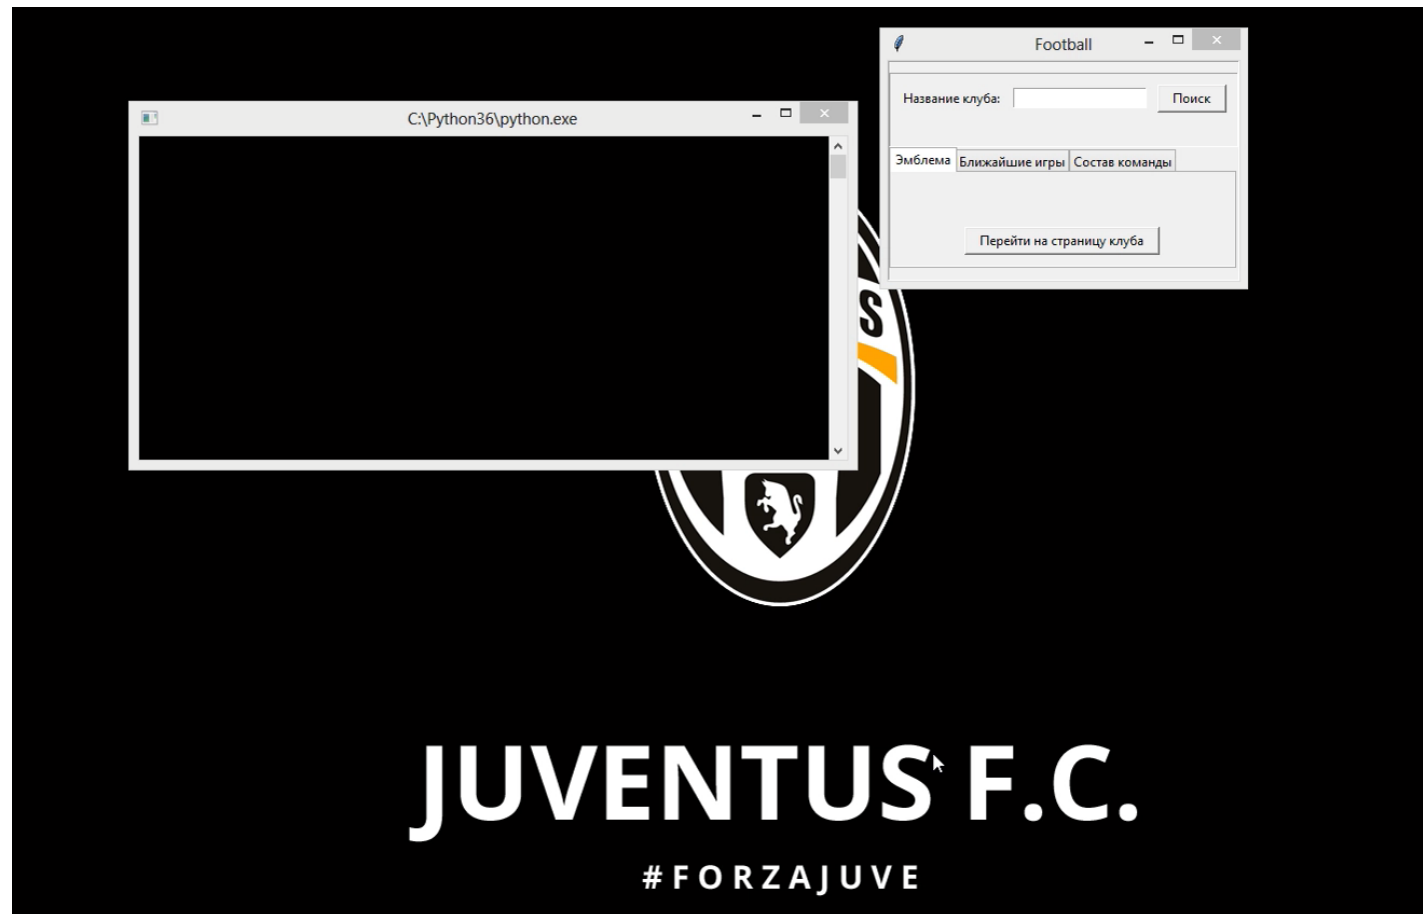 Football
Название клуба:
Поиск
C:\Python36\python.exe
Эмблема
Ближайшие игры
Состав команды
Перейти на страницу клуба
S
JUVENTUS F.C.
#FORZAJUVE